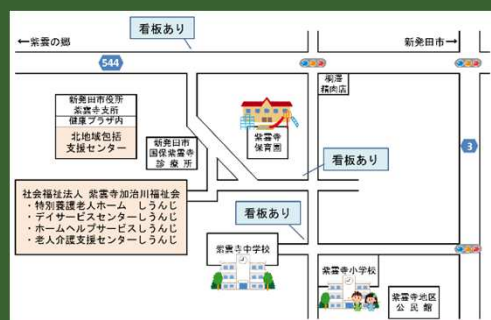 看板あり
←紫雲の郷
新発田市→
544
新発田市役所
紫雲寺支所
健康プラザ内
北地域包括
支援センター
新発田市
国保紫雲寺
診療所
紫雲寺
保育園
桐澤
精肉店
看板あり
3
社会福祉法人 紫雲寺加治川福祉会
・特別養護老人ホーム しうんじ
・デイサービスセンターしうんじ
・ホームヘルプサービスしうんじ
・老人介護支援センターしうんじ
看板あり
紫雲寺中学校
紫雲寺小学校
紫雲寺地区
公民館